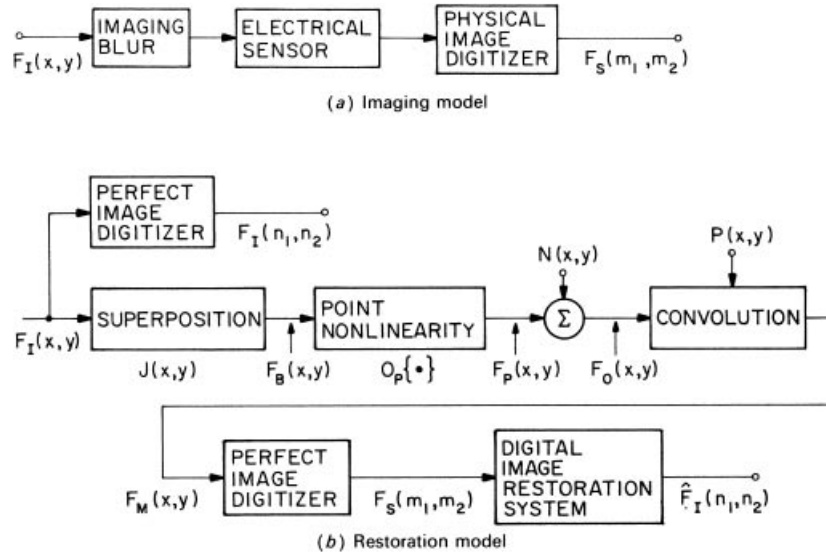 IMAGING
BLUR
ELECTRICAL
SENSOR
PHYSICAL
IMAGE
DIGITIZER
F_I(x,y)
F_S(m_1,m_2)
(a) Imaging model
PERFECT
IMAGE
DIGITIZER
F_I(n_1,n_2)
N(x,y)
P(x,y)
SUPERPOSITION
POINT
NONLINEARITY
Σ
CONVOLUTION
F_I(x,y)
J(x,y)
F_B(x,y)
O_P{•}
F_P(x,y)
F_O(x,y)
PERFECT
IMAGE
DIGITIZER
DIGITAL
IMAGE
RESTORATION
SYSTEM
F_M(x,y)
F_S(m_1,m_2)
F̂_I(n_1,n_2)
(b) Restoration model